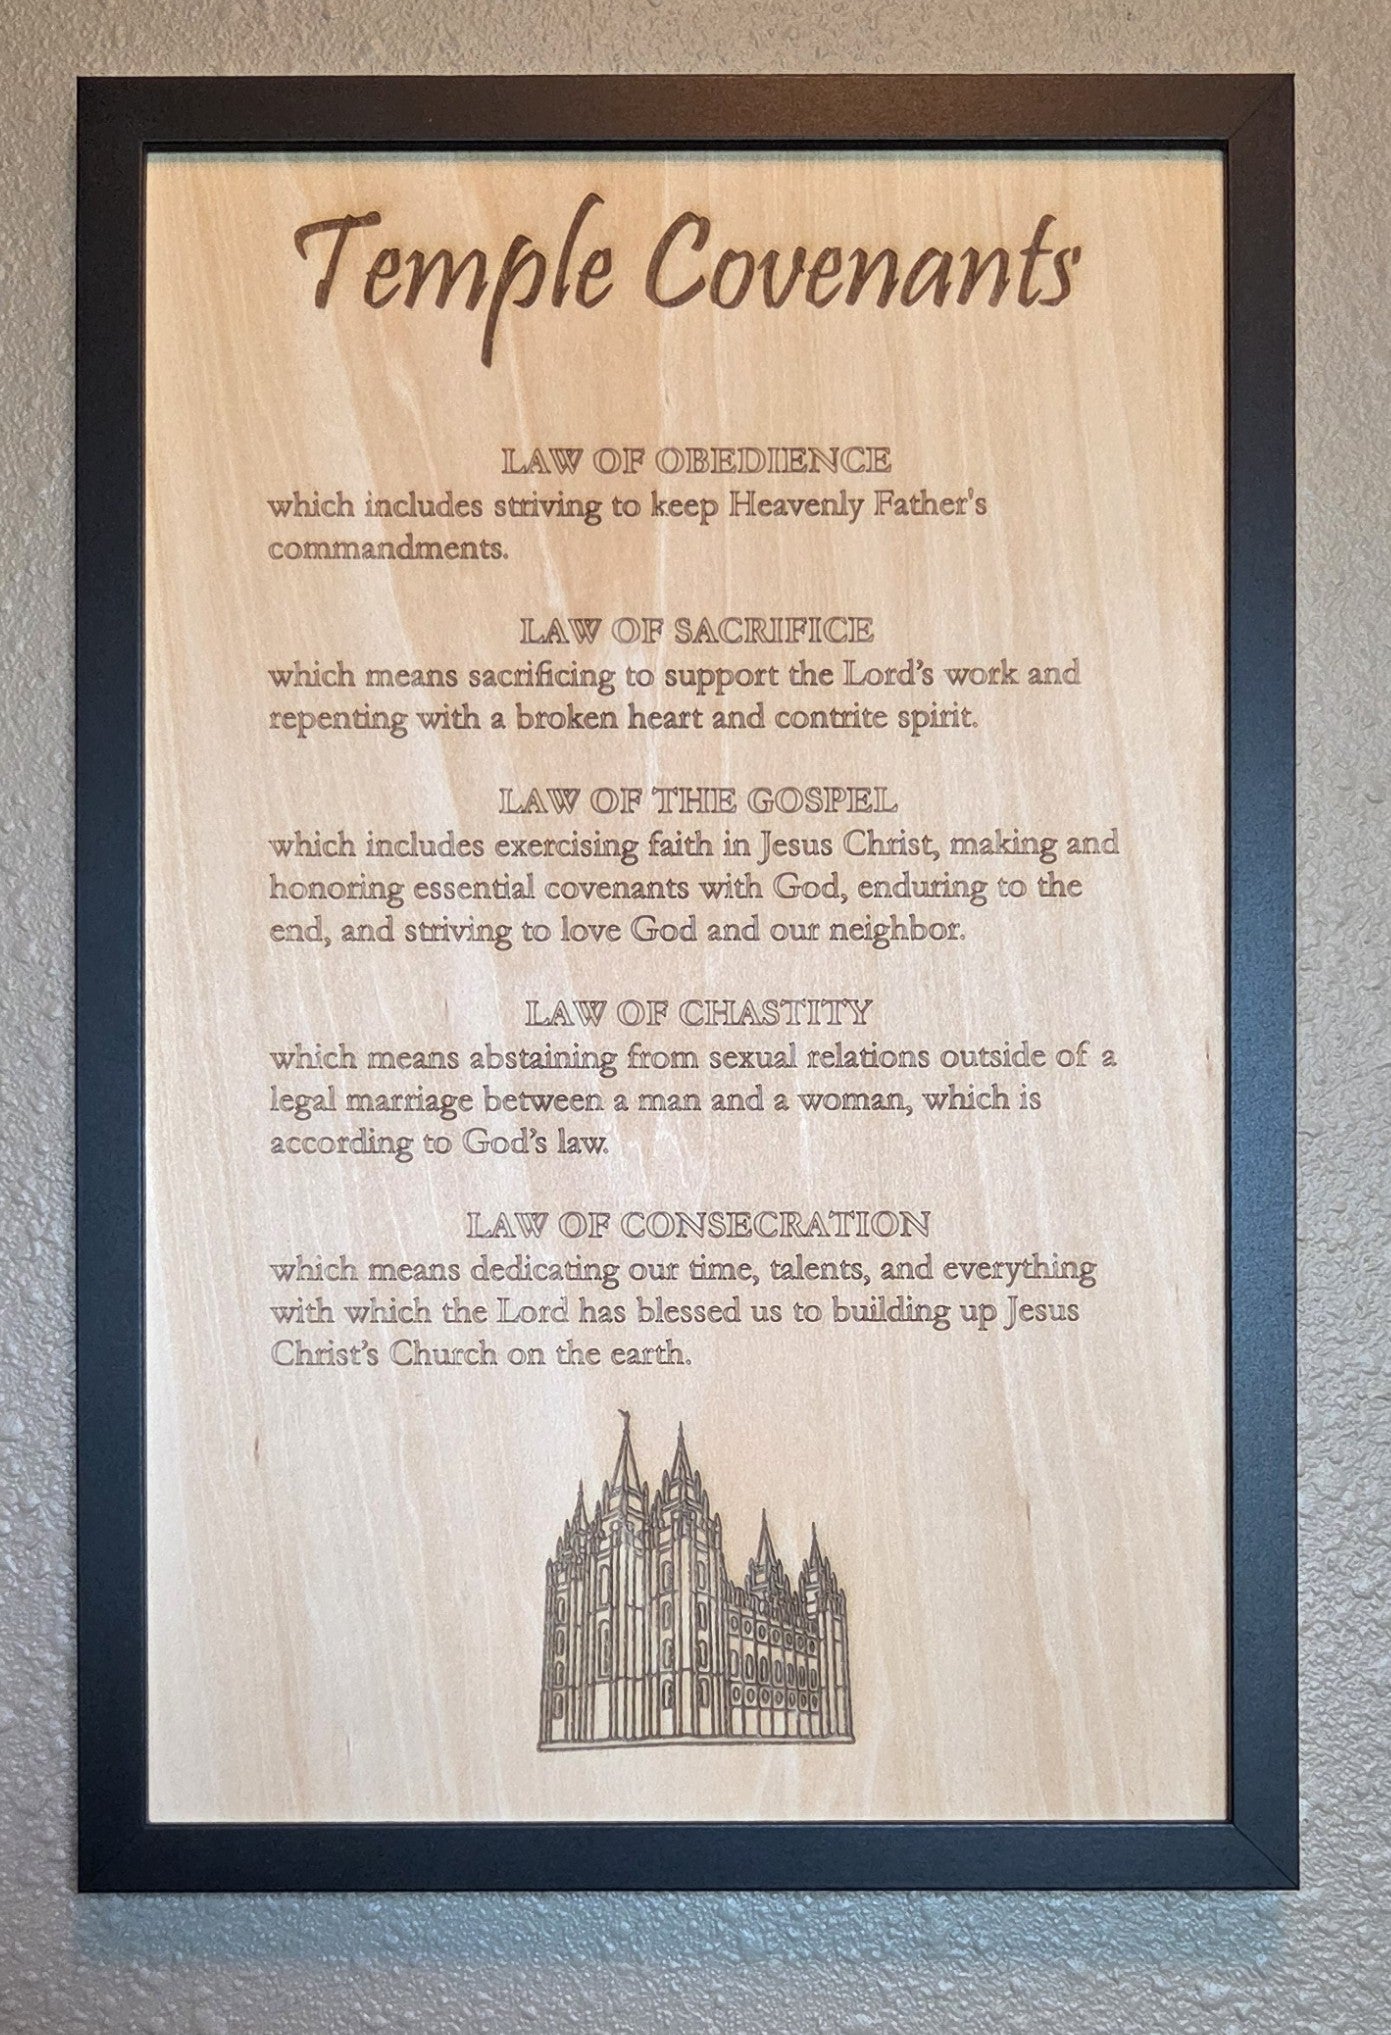 Temple Covenants
LAW OF OBEDIENCE
which includes striving to keep Heavenly Father's
commandments.
LAW OF SACRIFICE
which means sacrificing to support the Lord’s work and
repenting with a broken heart and contrite spirit.
LAW OF THE GOSPEL
which includes exercising faith in Jesus Christ, making and
honoring essential covenants with God, enduring to the
end, and striving to love God and our neighbor.
LAW OF CHASTITY
which means abstaining from sexual relations outside of a
legal marriage between a man and a woman, which is
according to God’s law.
LAW OF CONSECRATION
which means dedicating our time, talents, and everything
with which the Lord has blessed us to building up Jesus
Christ’s Church on the earth.